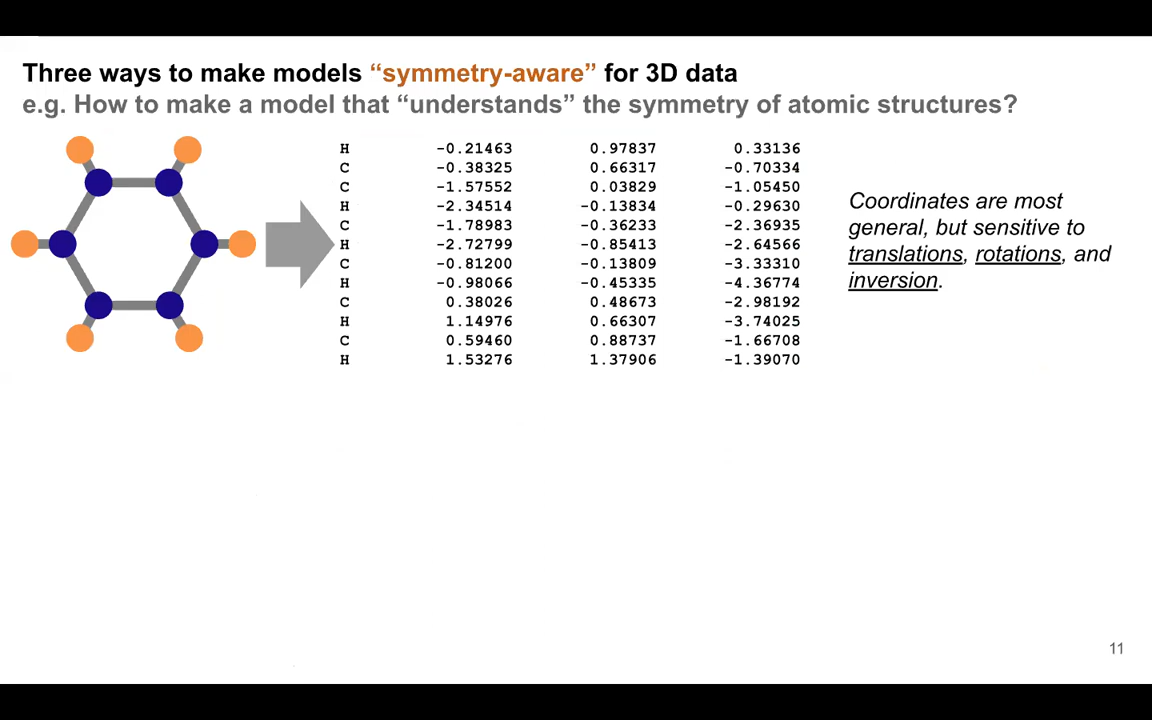 Three ways to make models “symmetry-aware” for 3D data
e.g. How to make a model that “understands” the symmetry of atomic structures?
H -0.21463 0.97837 0.33136
C -0.38325 0.66317 -0.70334
C -1.57552 0.03829 -1.05450
H -2.34514 -0.13834 -0.29630
C -1.78983 -0.36233 -2.36935
H -2.72799 -0.85413 -2.64566
C -0.81200 -0.13809 -3.33310
H -0.98066 -0.45335 -4.36774
C 0.38026 0.48673 -2.98192
H 1.14976 0.66307 -3.74025
C 0.59460 0.88737 -1.66708
H 1.53276 1.37906 -1.39070
Coordinates are most
general, but sensitive to
translations, rotations, and
inversion.
11